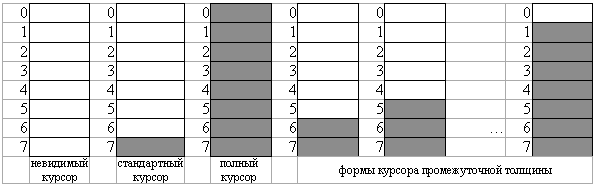 0 0 0 0 0 0
1 1 1 1 1 1
2 2 2 2 2 2
3 3 3 3 3 3
4 4 4 4 4 4
5 5 5 5 5 5
6 6 6 6 6 ... 6
7 7 7 7 7 7
невидимый стандартный полный формы курсора промежуточной толщины
курсор курсор курсор